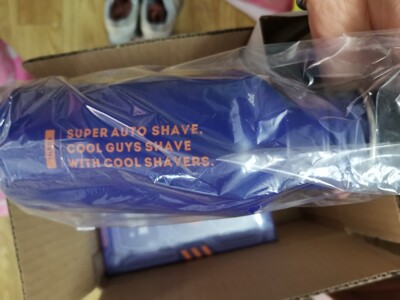 SUPER AUTO SHAVE.
COOL GUYS SHAVE
WITH COOL SHAVERS.